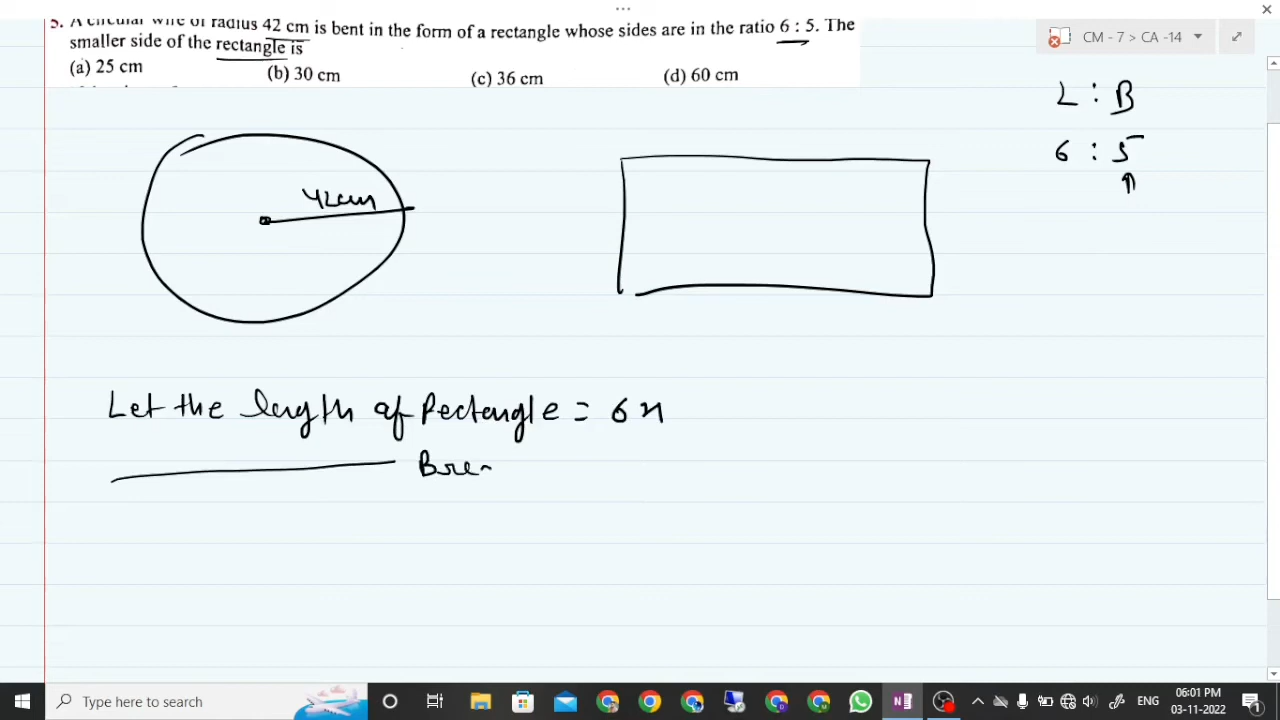 5. A circular wire of radius 42 cm is bent in the form of a rectangle whose sides are in the ratio 6 : 5. The
smaller side of the rectangle is
(a) 25 cm (b) 30 cm (c) 36 cm (d) 60 cm
CM - 7 > CA -14
L : B
6 : 5
42cm
Let the length of Rectangle = 6x
Bre
Type here to search
ENG
06:01 PM
03-11-2022
1